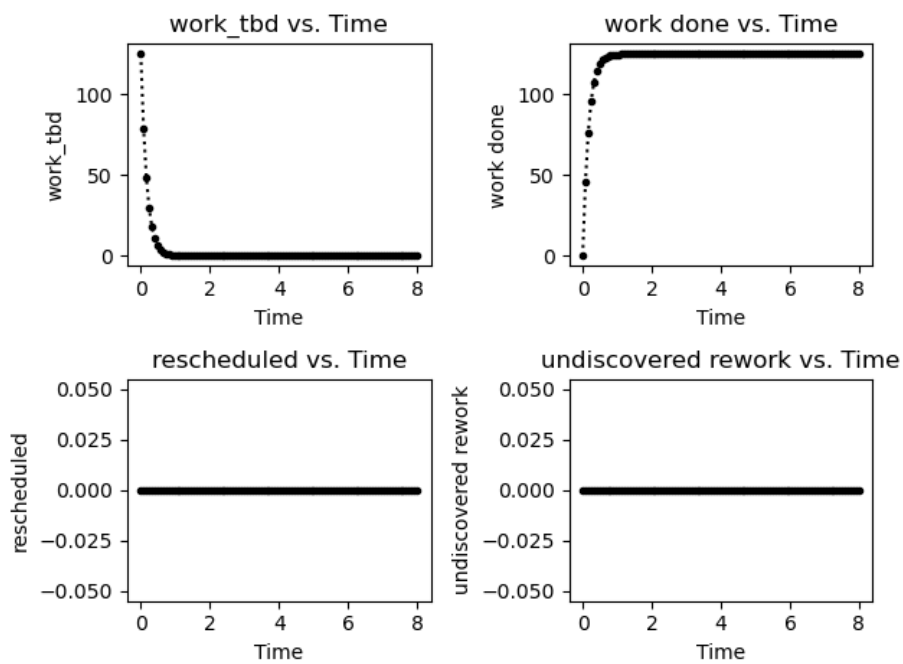 work_tbd vs. Time
work_tbd
100
50
0
0 2 4 6 8
Time
work done vs. Time
work done
100
50
0
0 2 4 6 8
Time
rescheduled vs. Time
rescheduled
0.050
0.025
0.000
−0.025
−0.050
0 2 4 6 8
Time
undiscovered rework vs. Time
undiscovered rework
0.050
0.025
0.000
−0.025
−0.050
0 2 4 6 8
Time